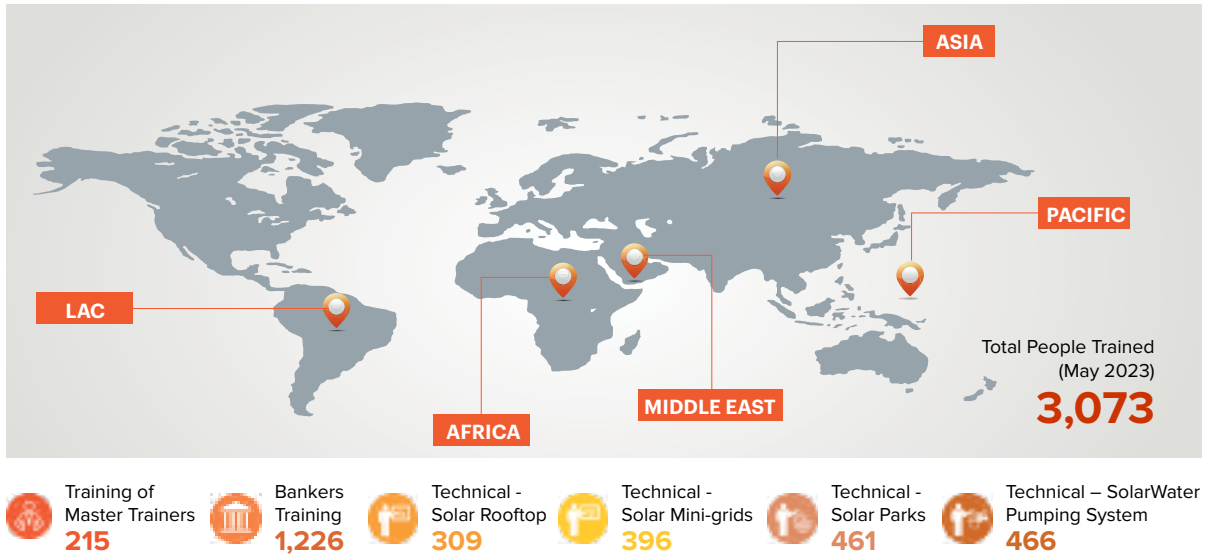 ASIA
PACIFIC
LAC
MIDDLE EAST
AFRICA
Total People Trained
(May 2023)
3,073
Training of
Master Trainers
215
Bankers
Training
1,226
Technical -
Solar Rooftop
309
Technical -
Solar Mini-grids
396
Technical -
Solar Parks
461
Technical – SolarWater
Pumping System
466